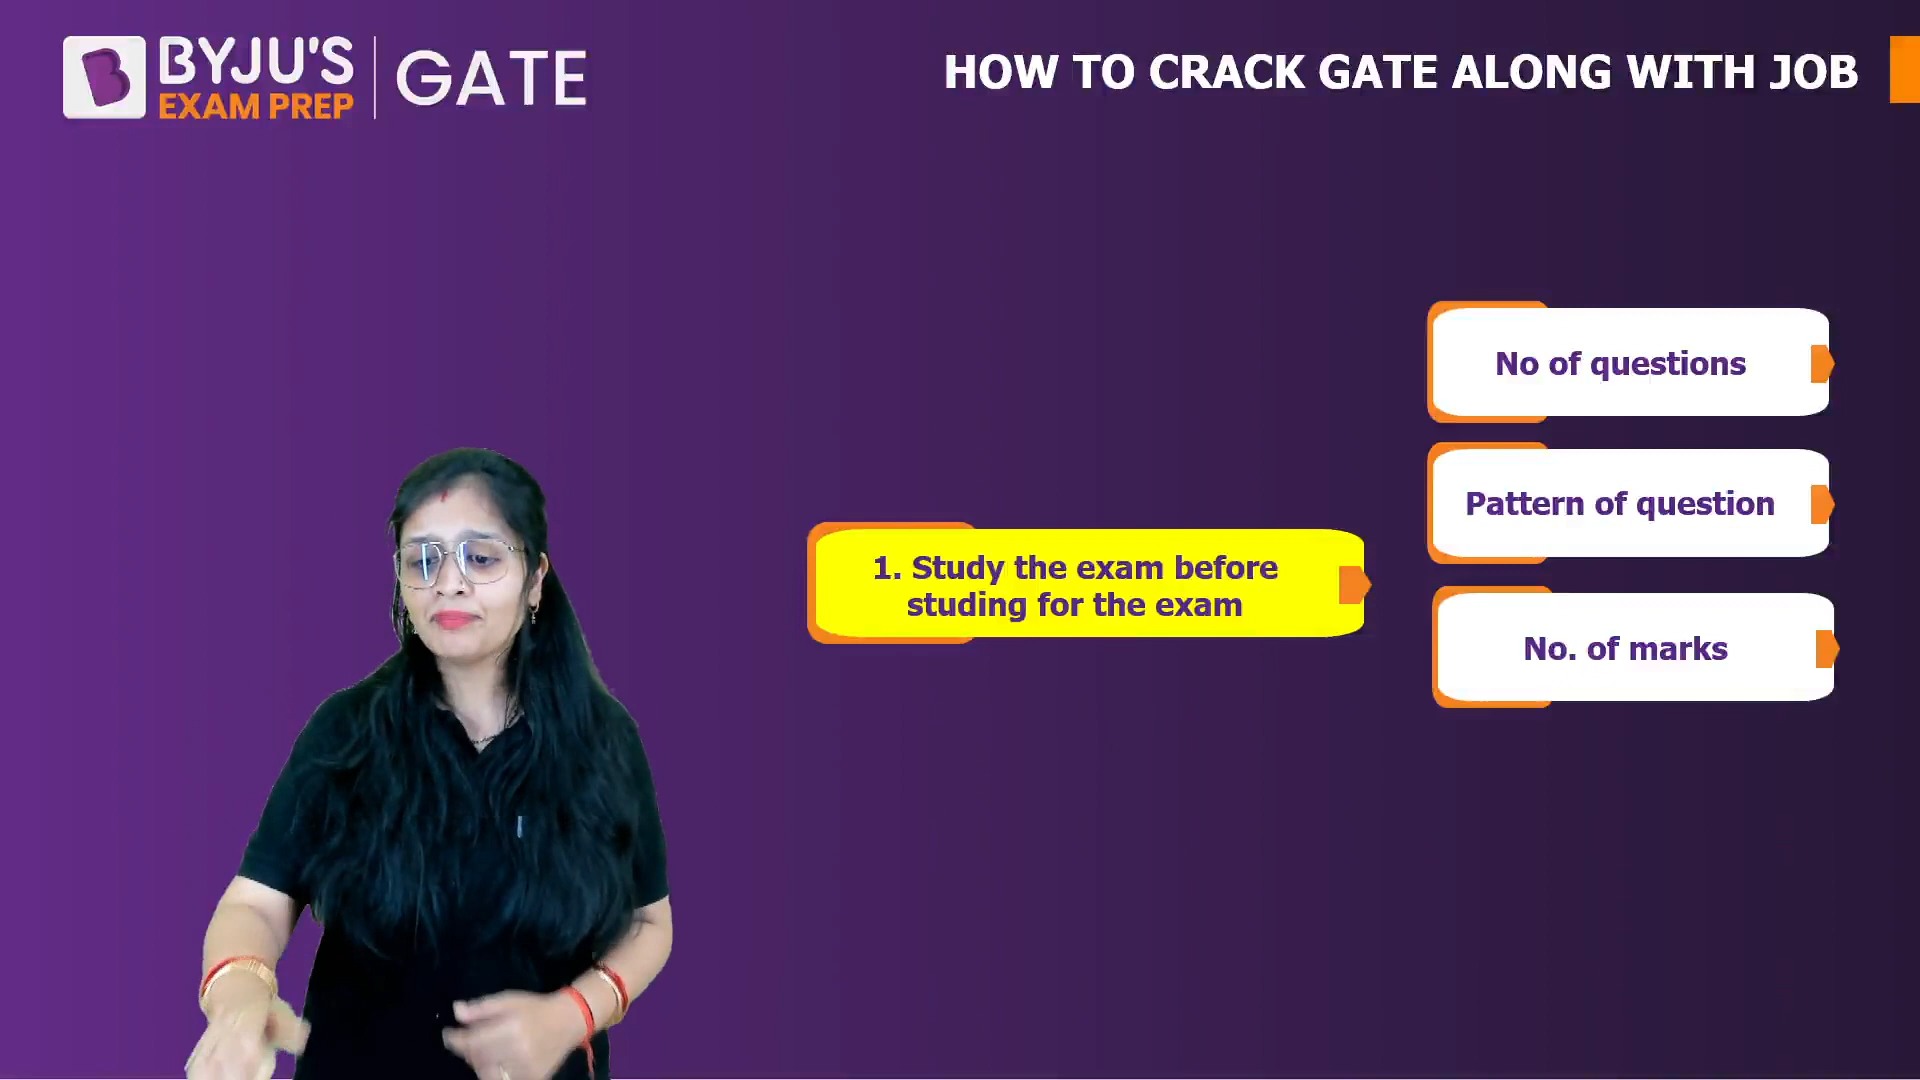 BYJU'S
EXAM PREP
GATE
HOW TO CRACK GATE ALONG WITH JOB
1. Study the exam before
studing for the exam
No of questions
Pattern of question
No. of marks